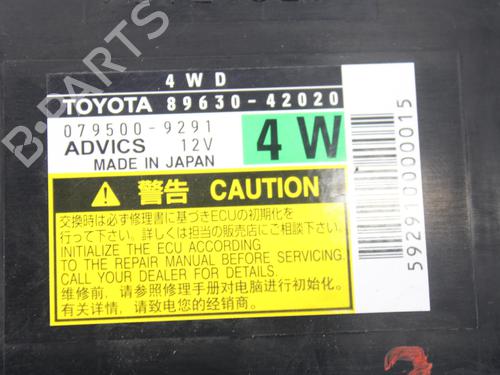 4WD
TOYOTA 89630-42020
079500-9291
ADVICS 12V
MADE IN JAPAN
4W
警告 CAUTION
交換時は必ず修理書に基づきECUの初期化を
行って下さい。詳しくは担当の販売店にご相談下さい。
INITIALIZE THE ECU ACCORDING
TO THE REPAIR MANUAL BEFORE SERVICING.
CALL YOUR DEALER FOR DETAILS.
维修前，请参照修理手册对电脑进行初始化。
有关详情，请致电您的经销商。
592910000015
B-PARTS